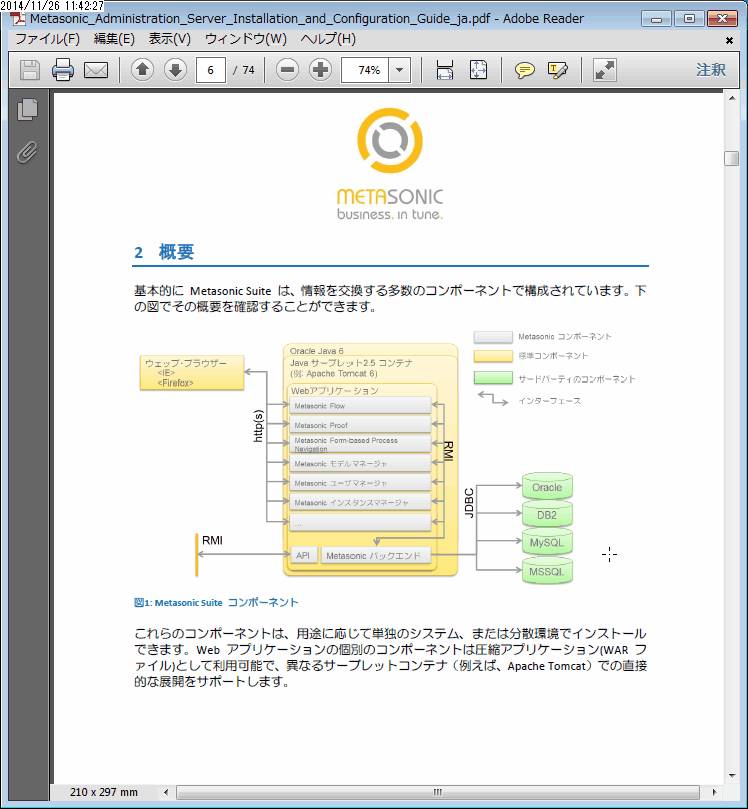 2014/11/26 11:42:27
Metasonic_Administration_Server_Installation_and_Configuration_Guide_ja.pdf - Adobe Reader
ファイル(F) 編集(E) 表示(V) ウィンドウ(W) ヘルプ(H)
6 / 74 74% 注釈
METASONIC
business. in tune.
2 概要
基本的に Metasonic Suite は、情報を交換する多数のコンポーネントで構成されています。下
の図でその概要を確認することができます。
ウェッブ・ブラウザー
<IE>
<Firefox>
http(s)
Oracle Java 6
Java サーブレット2.5 コンテナ
(例: Apache Tomcat 6)
Webアプリケーション
Metasonic Flow
Metasonic Proof
Metasonic Form-based Process
Navigation
Metasonic モデルマネージャ
Metasonic ユーザマネージャ
Metasonic インスタンスマネージャ
...
RMI
RMI
API
Metasonic バックエンド
JDBC
Oracle
DB2
MySQL
MSSQL
Metasonic コンポーネント
標準コンポーネント
サードパーティのコンポーネント
インターフェース
図1: Metasonic Suite コンポーネント
これらのコンポーネントは、用途に応じて単独のシステム、または分散環境でインストール
できます。Web アプリケーションの個別のコンポーネントは圧縮アプリケーション(WAR フ
ァイル)として利用可能で、異なるサーブレットコンテナ（例えば、Apache Tomcat）での直接
的な展開をサポートします。
210 x 297 mm